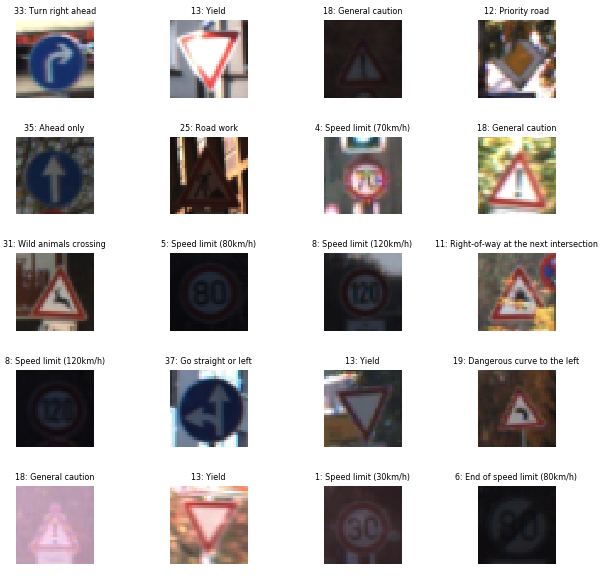 33: Turn right ahead
13: Yield
18: General caution
12: Priority road
35: Ahead only
25: Road work
4: Speed limit (70km/h)
18: General caution
70
31: Wild animals crossing
5: Speed limit (80km/h)
8: Speed limit (120km/h)
11: Right-of-way at the next intersection
80
120
8: Speed limit (120km/h)
37: Go straight or left
13: Yield
19: Dangerous curve to the left
120
18: General caution
13: Yield
1: Speed limit (30km/h)
6: End of speed limit (80km/h)
30
80